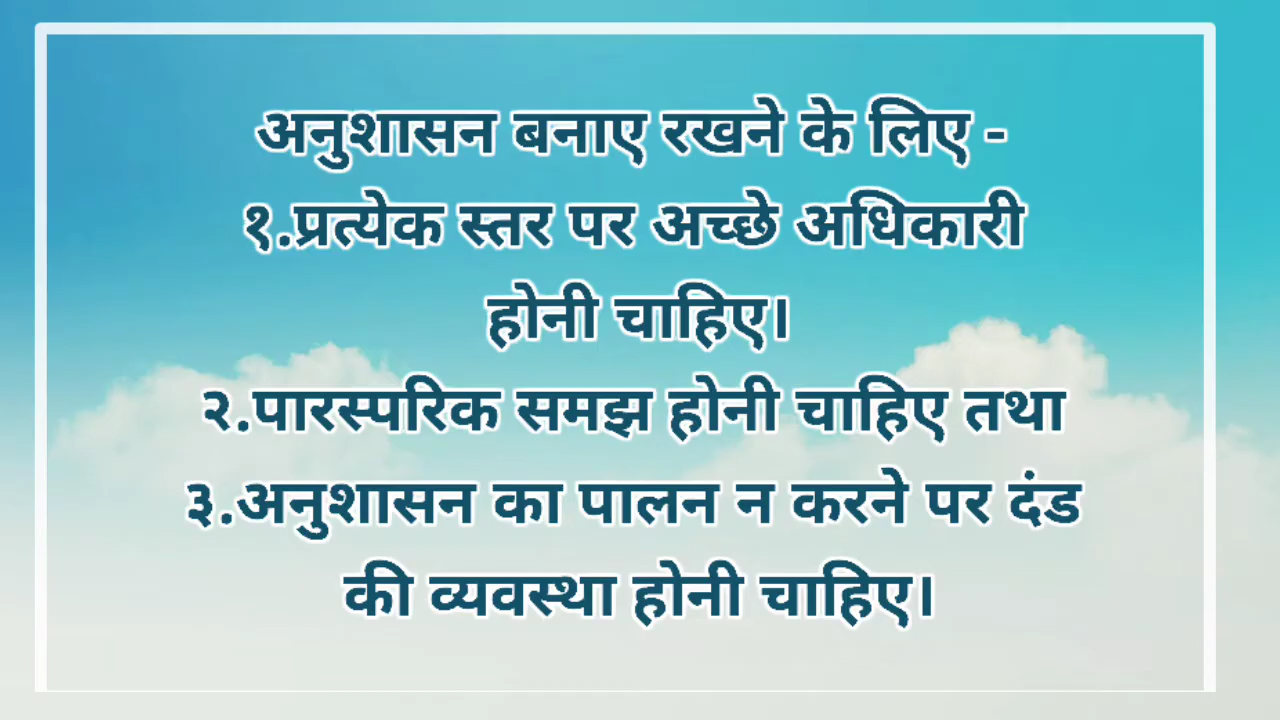 अनुशासन बनाए रखने के लिए -
१.प्रत्येक स्तर पर अच्छे अधिकारी
होनी चाहिए।
२.पारस्परिक समझ होनी चाहिए तथा
३.अनुशासन का पालन न करने पर दंड
की व्यवस्था होनी चाहिए।